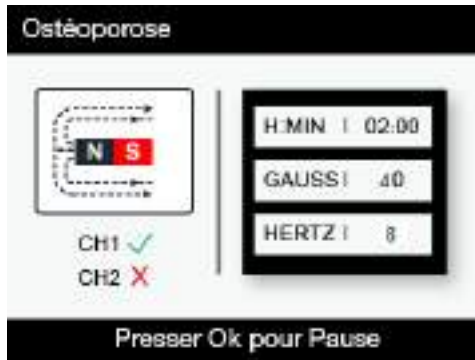 Ostéoporose
N S
CH1
CH2
H:MIN 02:00
GAUSS 40
HERTZ 8
Presser Ok pour Pause